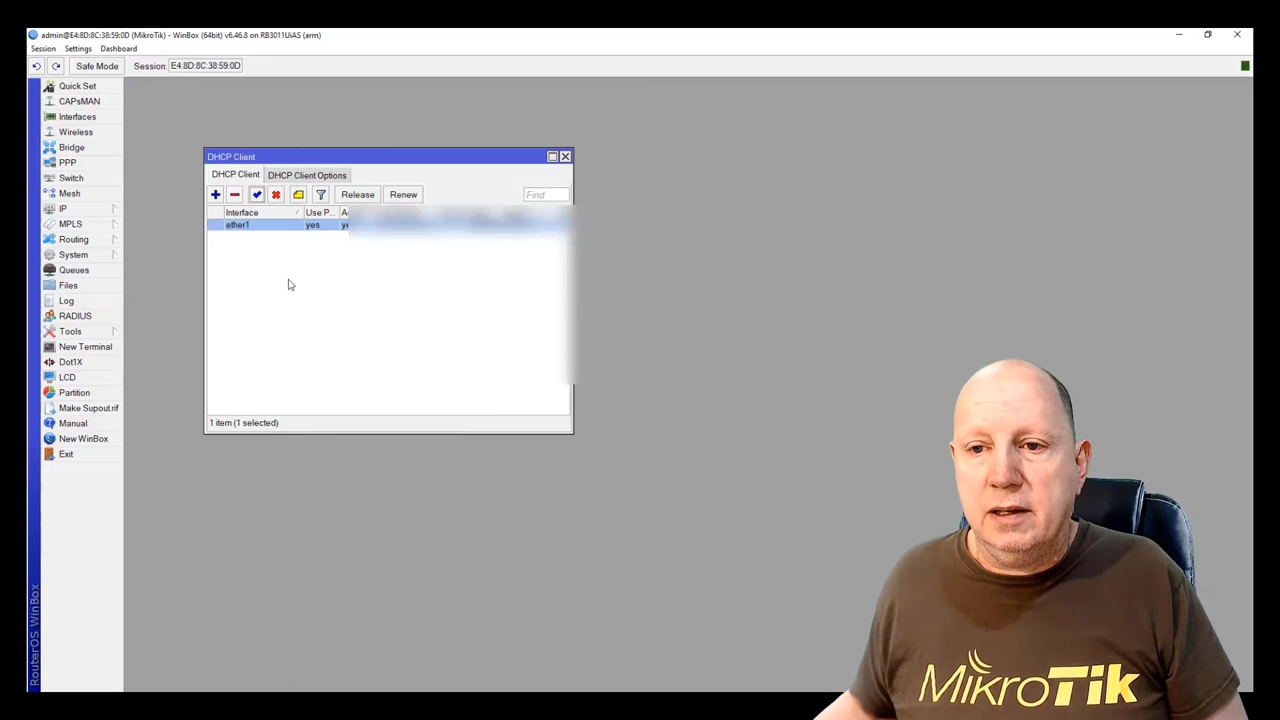 admin@E4:8D:8C:38:59:0D (MikroTik) - WinBox (64bit) v6.46.8 on RB3011UiAS (arm)
Session Settings Dashboard
Safe Mode Session: E4:8D:8C:38:59:0D
Quick Set
CAPsMAN
Interfaces
Wireless
Bridge
PPP
Switch
Mesh
IP
MPLS
Routing
System
Queues
Files
Log
RADIUS
Tools
New Terminal
Dot1X
LCD
Partition
Make Supout.rif
Manual
New WinBox
Exit
RouterOS WinBox
DHCP Client
DHCP Client DHCP Client Options
Release Renew Find
Interface Use P...
ether1 yes
1 item (1 selected)
MikroTik